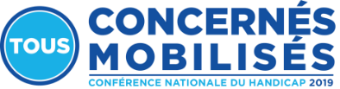 TOUS
CONCERNÉS
MOBILISÉS
CONFÉRENCE NATIONALE DU HANDICAP 2019